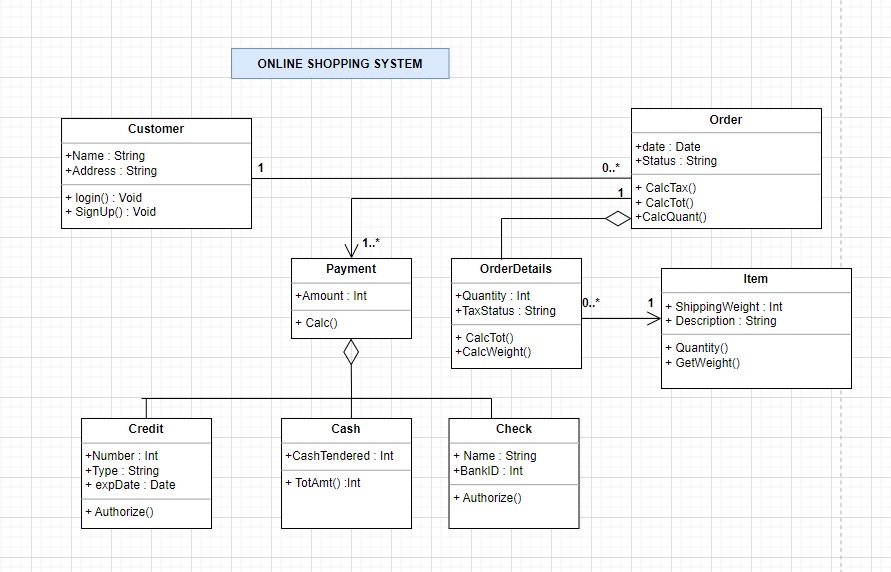 ONLINE SHOPPING SYSTEM
Customer
+Name : String
+Address : String
+ login() : Void
+ SignUp() : Void
1
0..*
Order
+date : Date
+Status : String
+ CalcTax()
+ CalcTot()
+CalcQuant()
1
1..*
Payment
+Amount : Int
+ Calc()
OrderDetails
+Quantity : Int
+TaxStatus : String
+ CalcTot()
+CalcWeight()
0..*
1
Item
+ ShippingWeight : Int
+ Description : String
+ Quantity()
+ GetWeight()
Credit
+Number : Int
+Type : String
+ expDate : Date
+ Authorize()
Cash
+CashTendered : Int
+ TotAmt() :Int
Check
+ Name : String
+BankID : Int
+ Authorize()